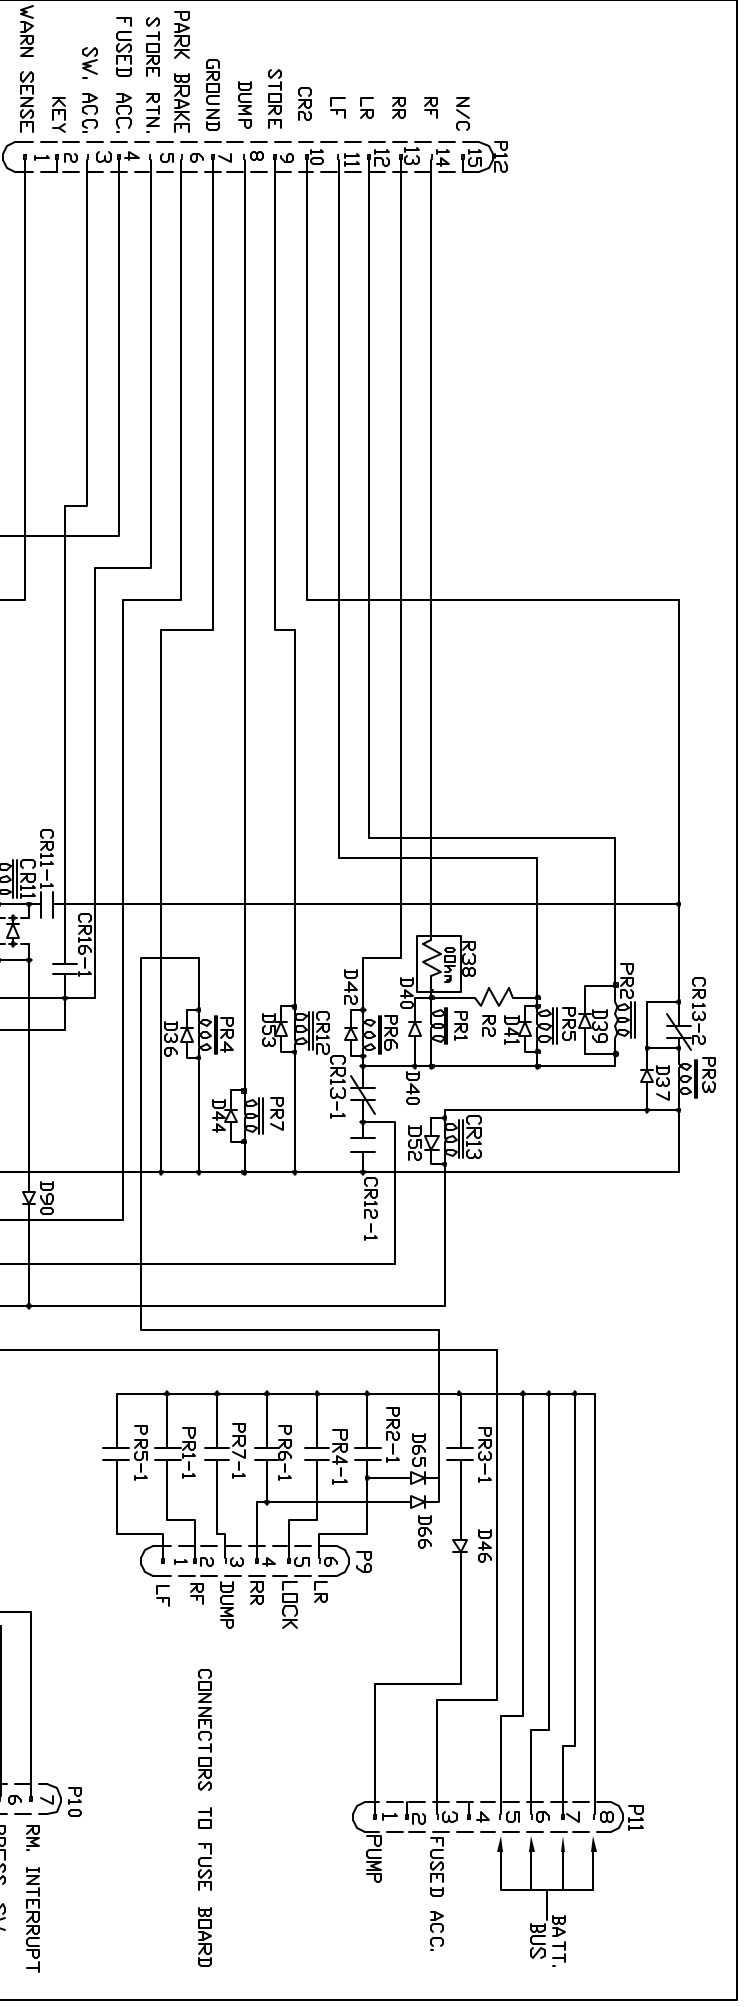 P12
N/C 15
RF 14
RR 13
LR 12
LF 11
CR2 10
STORE 9
DUMP 8
GROUND 7
PARK BRAKE 6
STORE RTN. 5
FUSED ACC. 4
SW. ACC. 3
KEY 2
WARN SENSE 1
CR13-2
PR3
D37
PR2
D39
PR5
D41
R2
R38
0Ohm
PR1
D40
D40
CR13
D52
D42
PR6
CR13-1
CR12-1
CR12
D53
PR7
D44
PR4
D36
CR11-1
CR11
CR16-1
D90
PR3-1
D46
D65
D66
PR2-1
PR4-1
PR6-1
PR7-1
PR1-1
PR5-1
P9
6 LR
5 LOCK
4 RR
3 DUMP
2 RF
1 LF
CONNECTORS TO FUSE BOARD
P11
8
7
6
5
4
3 FUSED ACC.
2
1 PUMP
BATT.
BUS
P10
7 RM. INTERRUPT
6 PRESS. SW.